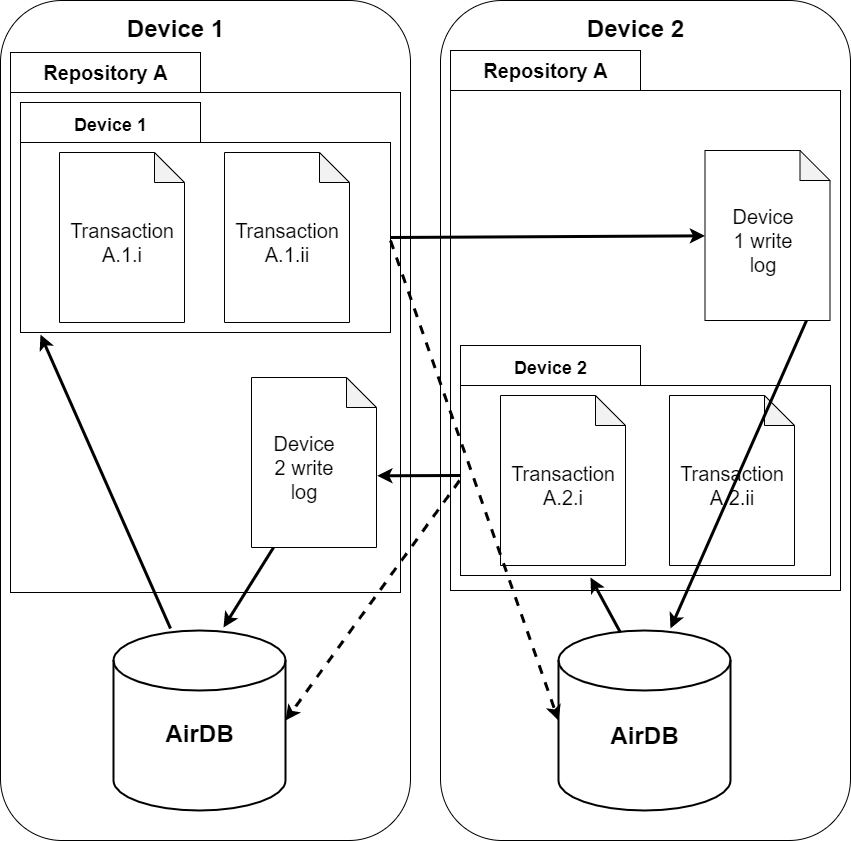 Device 1
Repository A
Device 1
Transaction
A.1.i
Transaction
A.1.ii
Device
2 write
log
AirDB
Device 2
Repository A
Device
1 write
log
Device 2
Transaction
A.2.i
Transaction
A.2.ii
AirDB